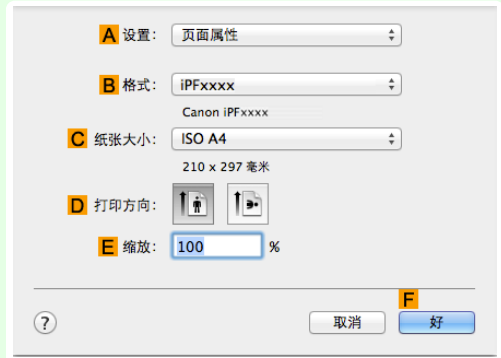 A 设置： 页面属性
B 格式： iPFxxxx
Canon iPFxxxx
C 纸张大小： ISO A4
210 x 297 毫米
D 打印方向：
E 缩放： 100 %
F
? 取消 好